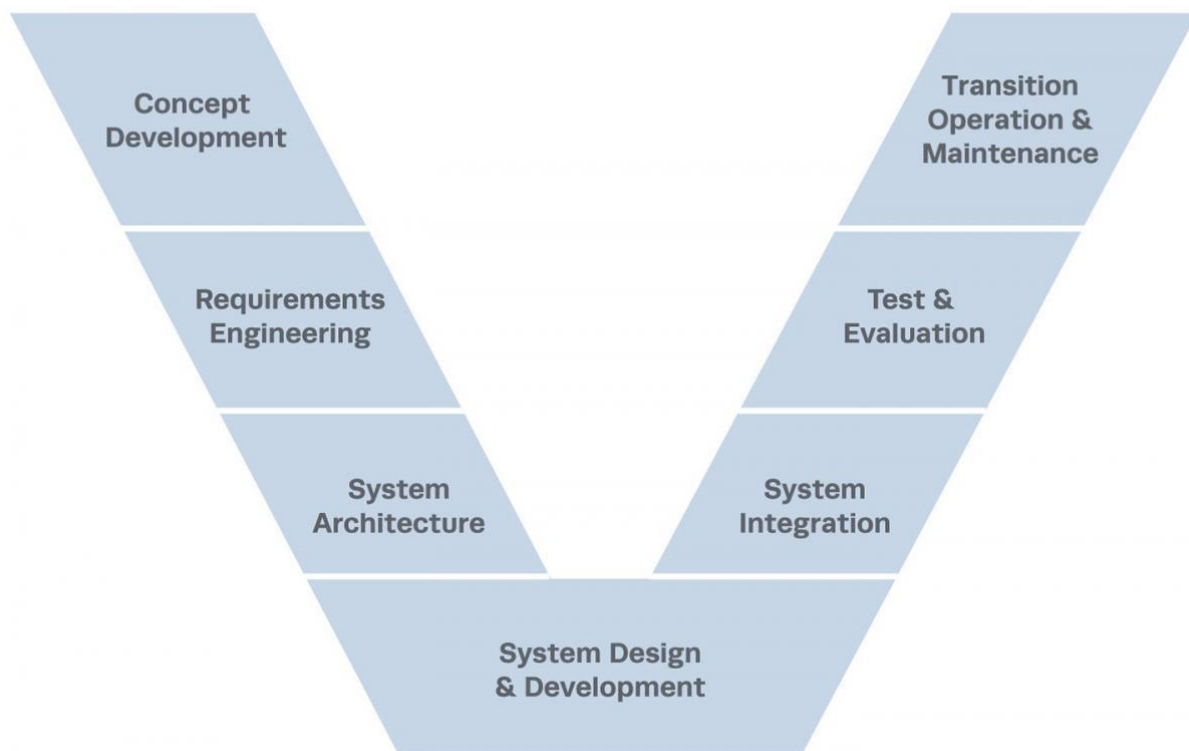 Concept
Development
Requirements
Engineering
System
Architecture
System Design
& Development
System
Integration
Test &
Evaluation
Transition
Operation &
Maintenance